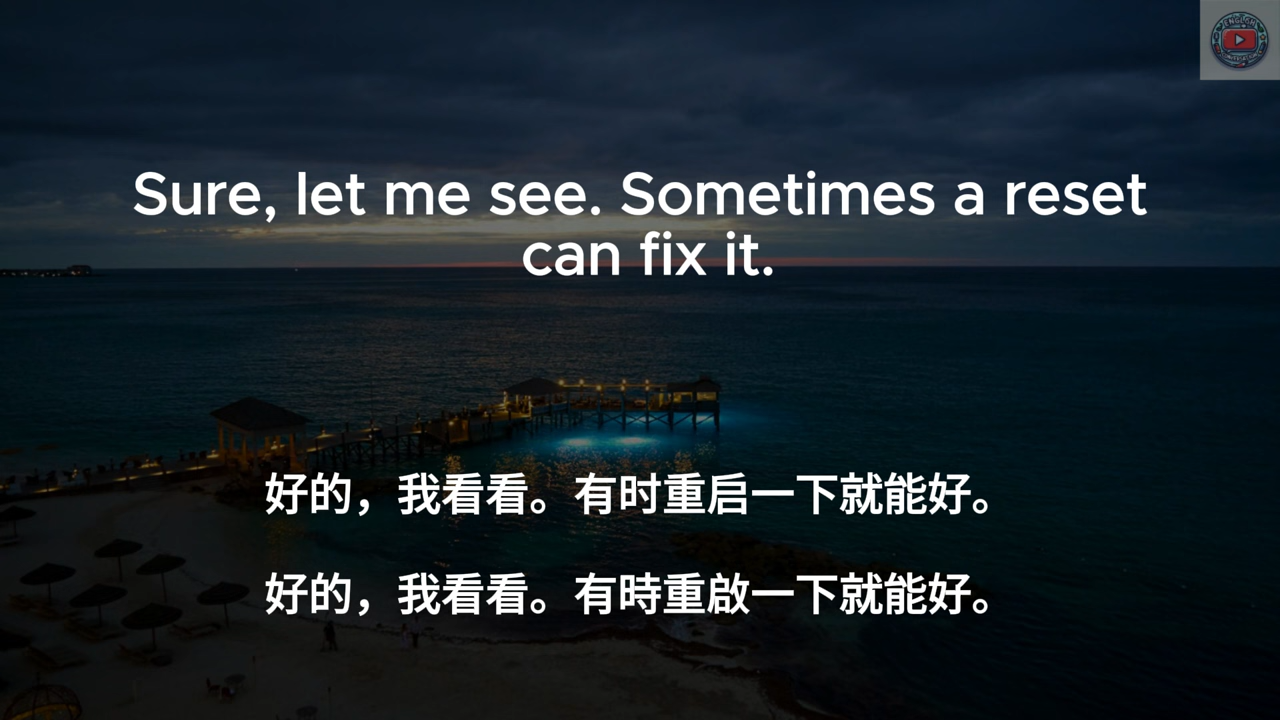 Sure, let me see. Sometimes a reset
can fix it.
好的，我看看。有时重启一下就能好。
好的，我看看。有時重啟一下就能好。